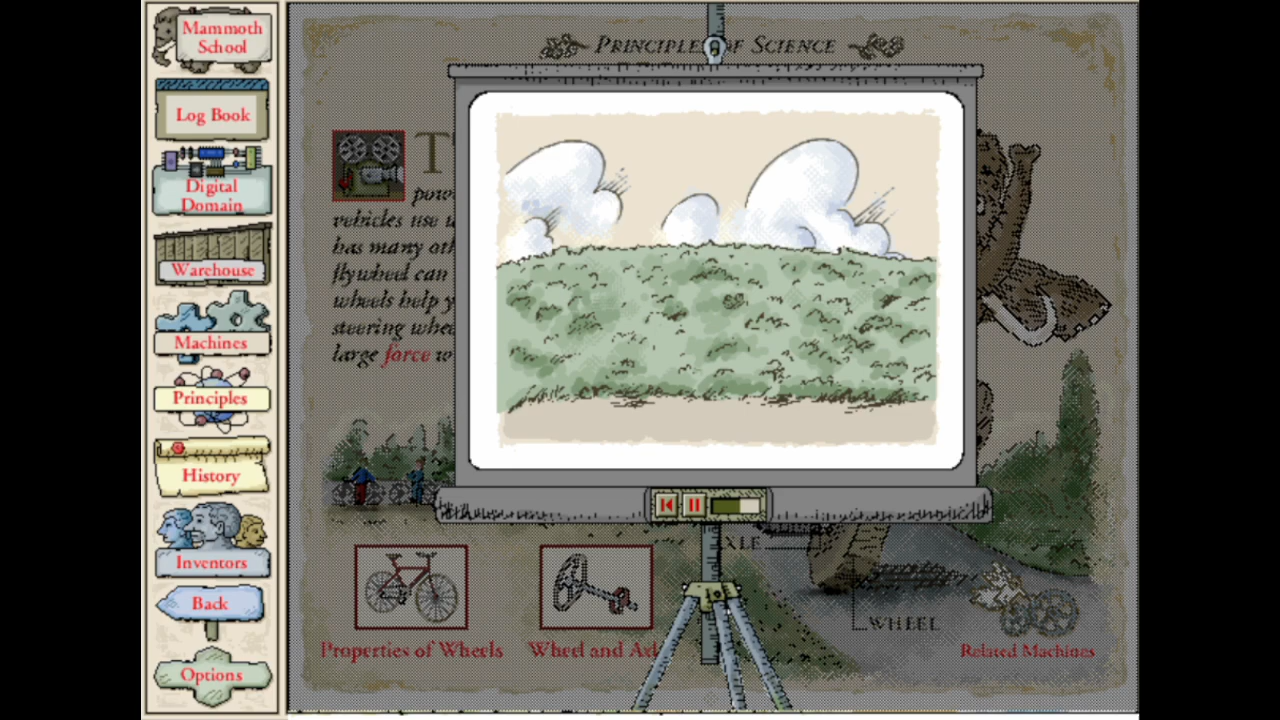 Mammoth
School
Log Book
Digital
Domain
Warehouse
Machines
Principles
History
Inventors
Back
Options
PRINCIPLES OF SCIENCE
T
pow
vehicles use
has many oth
flywheel can
wheels help y
steering whee
large force
XLE
WHEEL
Properties of Wheels
Wheel and Axl
Related Machines